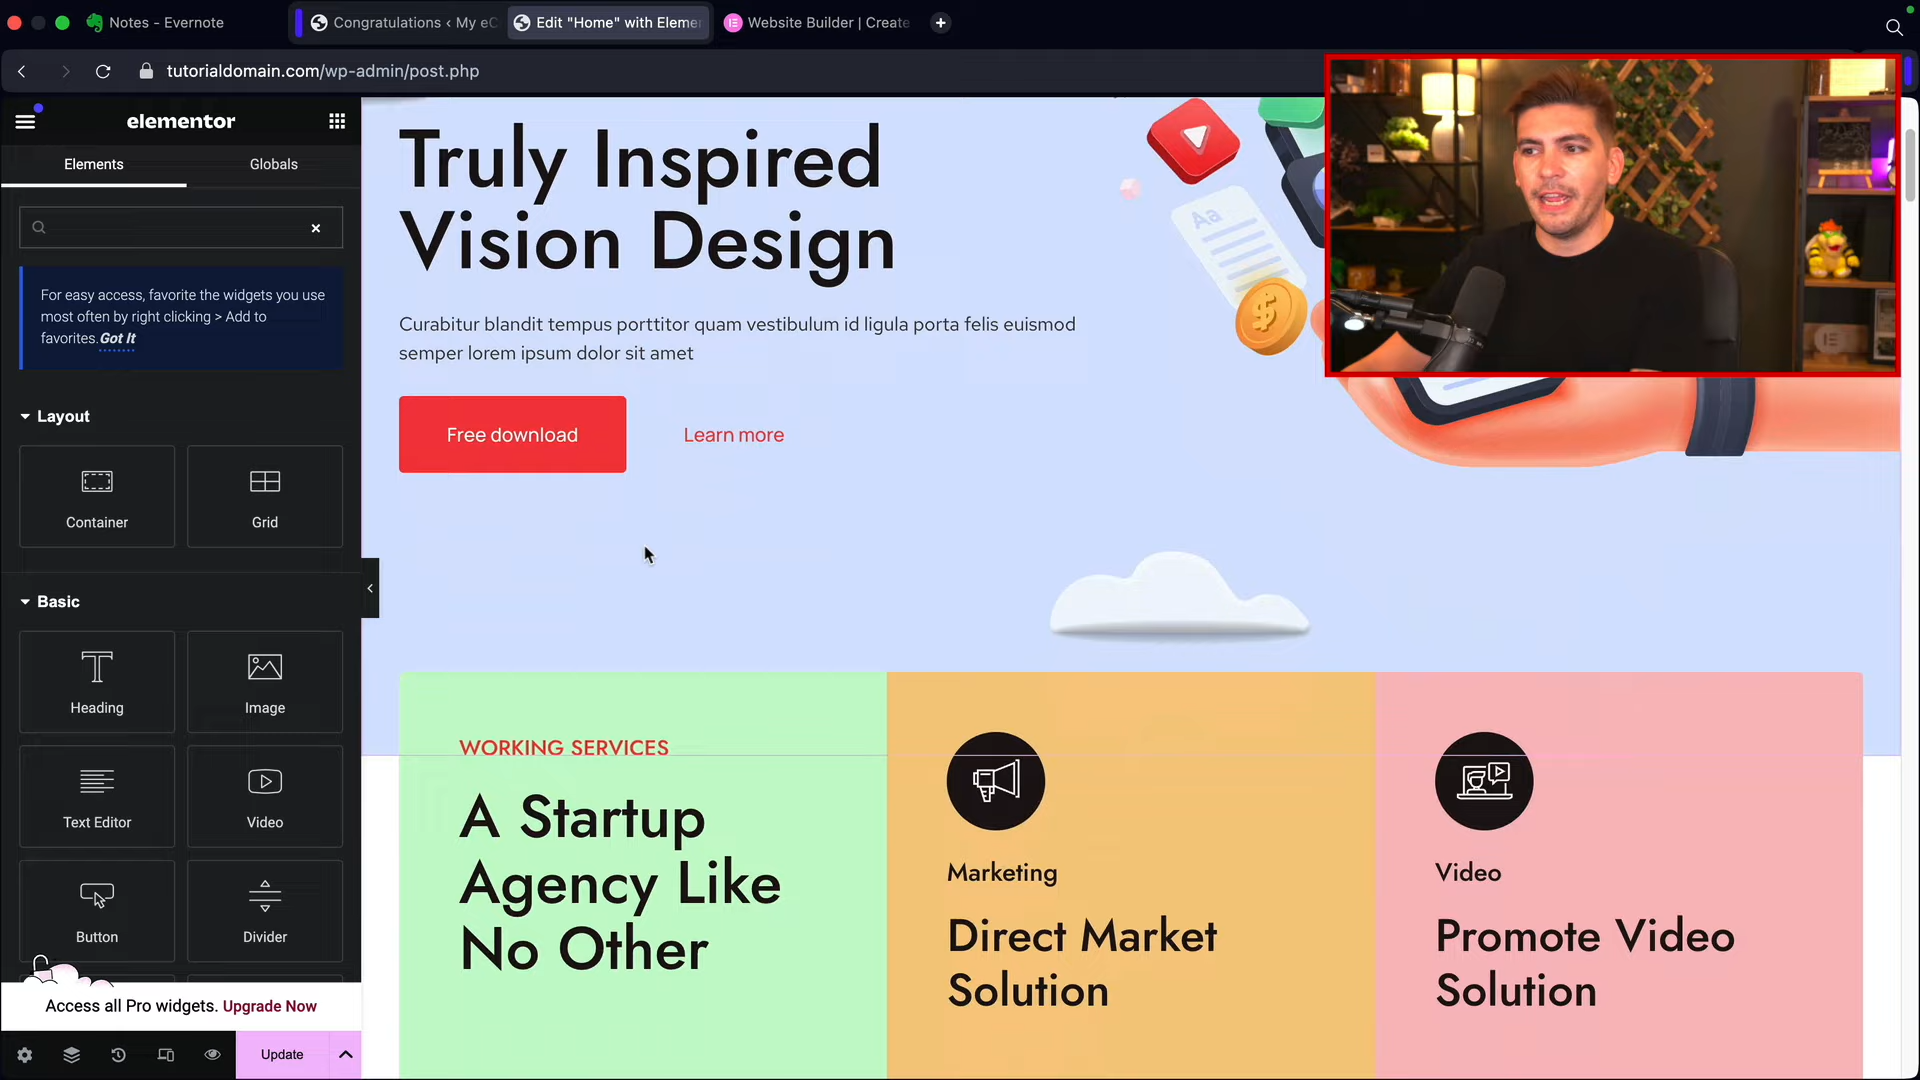 Notes - Evernote
Congratulations ‹ My eC
Edit "Home" with Eleme
Website Builder | Create
tutorialdomain.com/wp-admin/post.php
elementor
Elements
Globals
For easy access, favorite the widgets you use
most often by right clicking > Add to
favorites. Got It
Layout
Container
Grid
Basic
Heading
Image
Text Editor
Video
Button
Divider
Access all Pro widgets. Upgrade Now
Update
Truly Inspired
Vision Design
Curabitur blandit tempus porttitor quam vestibulum id ligula porta felis euismod
semper lorem ipsum dolor sit amet
Free download
Learn more
Aa
$
WORKING SERVICES
A Startup
Agency Like
No Other
Marketing
Direct Market
Solution
Video
Promote Video
Solution